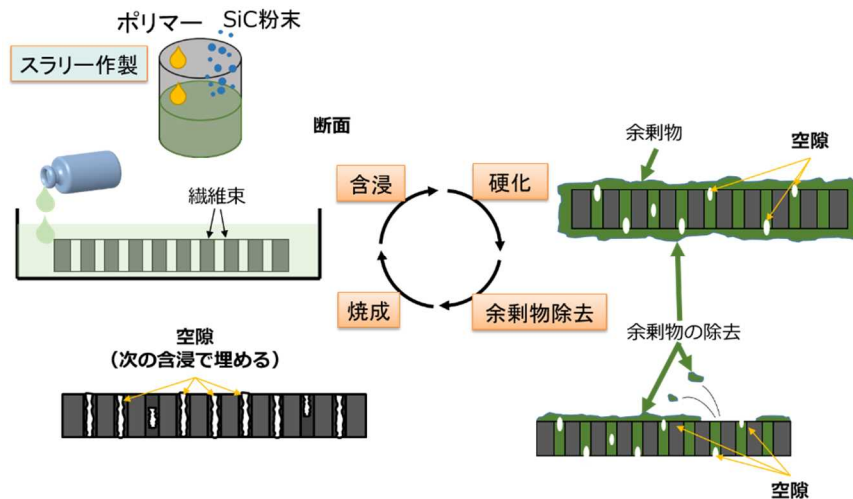 ポリマー
SiC粉末
スラリー作製
断面
繊維束
含浸
硬化
余剰物除去
焼成
余剰物
空隙
余剰物の除去
空隙
空隙
（次の含浸で埋める）